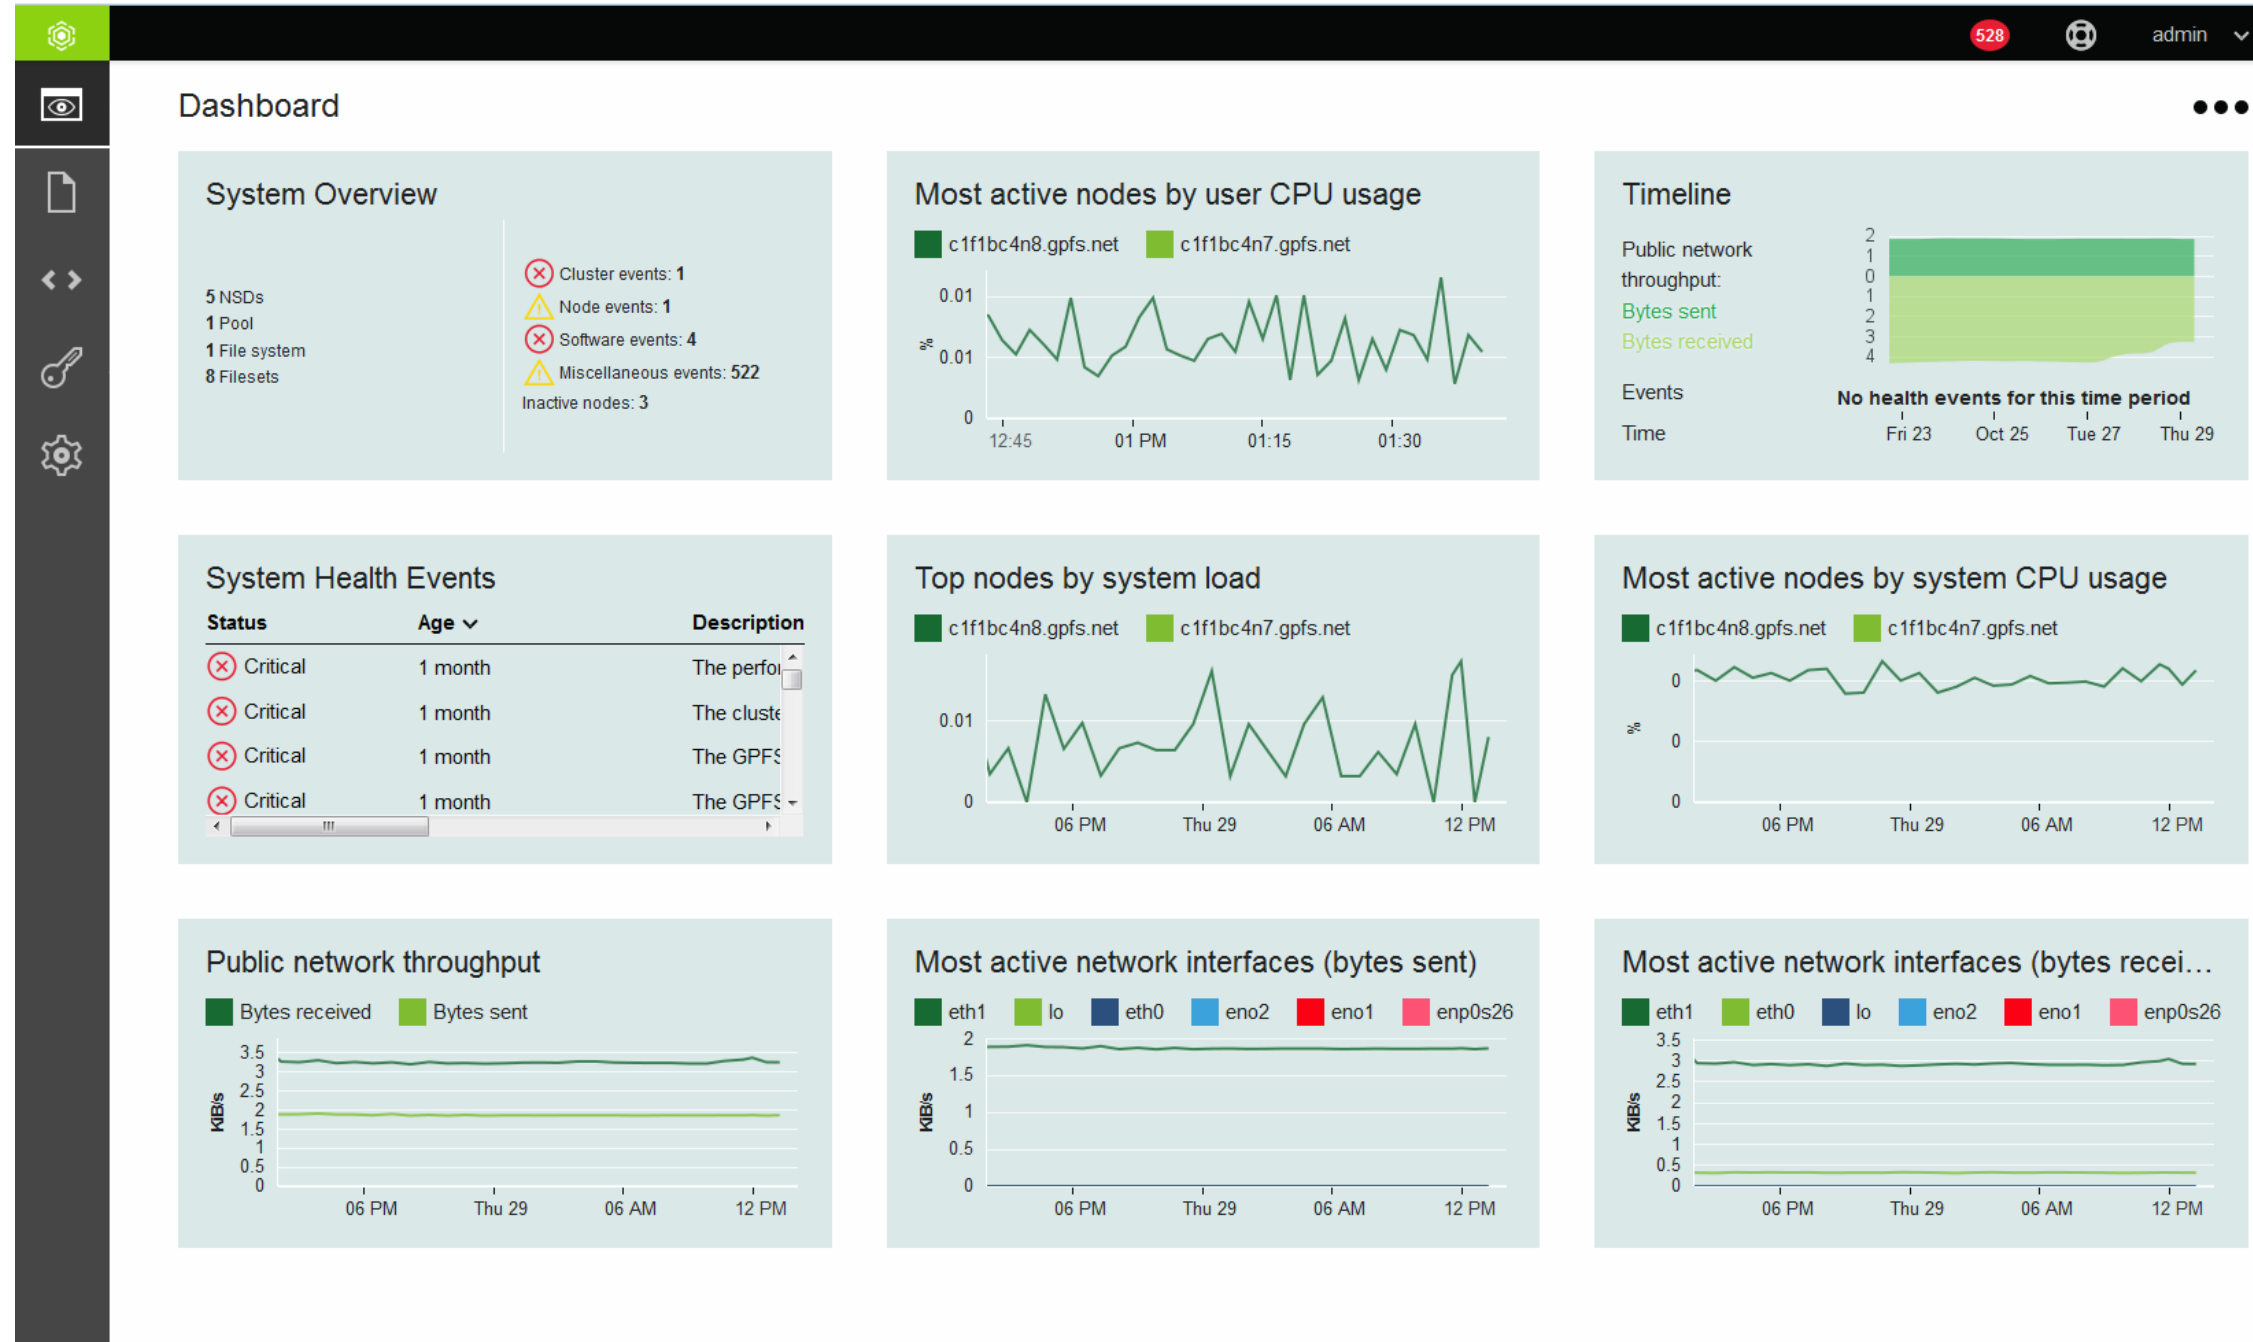 528 admin
Dashboard
System Overview
5 NSDs
1 Pool
1 File system
8 Filesets
Cluster events: 1
Node events: 1
Software events: 4
Miscellaneous events: 522
Inactive nodes: 3
Most active nodes by user CPU usage
c1f1bc4n8.gpfs.net c1f1bc4n7.gpfs.net
0.01
%
0.01
0
12:45 01 PM 01:15 01:30
Timeline
Public network
throughput:
Bytes sent
Bytes received
2
1
0
1
2
3
4
Events No health events for this time period
Time Fri 23 Oct 25 Tue 27 Thu 29
System Health Events
Status Age Description
Critical 1 month The perfor
Critical 1 month The cluste
Critical 1 month The GPFS
Critical 1 month The GPFS
Top nodes by system load
c1f1bc4n8.gpfs.net c1f1bc4n7.gpfs.net
0.01
0
06 PM Thu 29 06 AM 12 PM
Most active nodes by system CPU usage
c1f1bc4n8.gpfs.net c1f1bc4n7.gpfs.net
0
%
0
0
06 PM Thu 29 06 AM 12 PM
Public network throughput
Bytes received Bytes sent
KiB/s
3.5
3
2.5
2
1.5
1
0.5
0
06 PM Thu 29 06 AM 12 PM
Most active network interfaces (bytes sent)
eth1 lo eth0 eno2 eno1 enp0s26
KiB/s
2
1.5
1
0.5
0
06 PM Thu 29 06 AM 12 PM
Most active network interfaces (bytes recei...
eth1 eth0 lo eno2 eno1 enp0s26
KiB/s
3.5
3
2.5
2
1.5
1
0.5
0
06 PM Thu 29 06 AM 12 PM